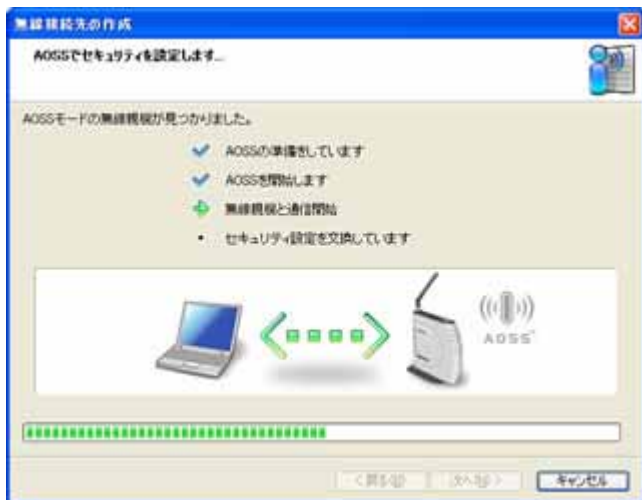 無線接続先の作成
AOSSでセキュリティを設定します...
AOSSモードの無線親機が見つかりました。
AOSSの準備をしています
AOSSを開始します
無線親機と通信開始
セキュリティ設定を交換しています
AOSS
< 戻る(B)
次へ(N) >
キャンセル